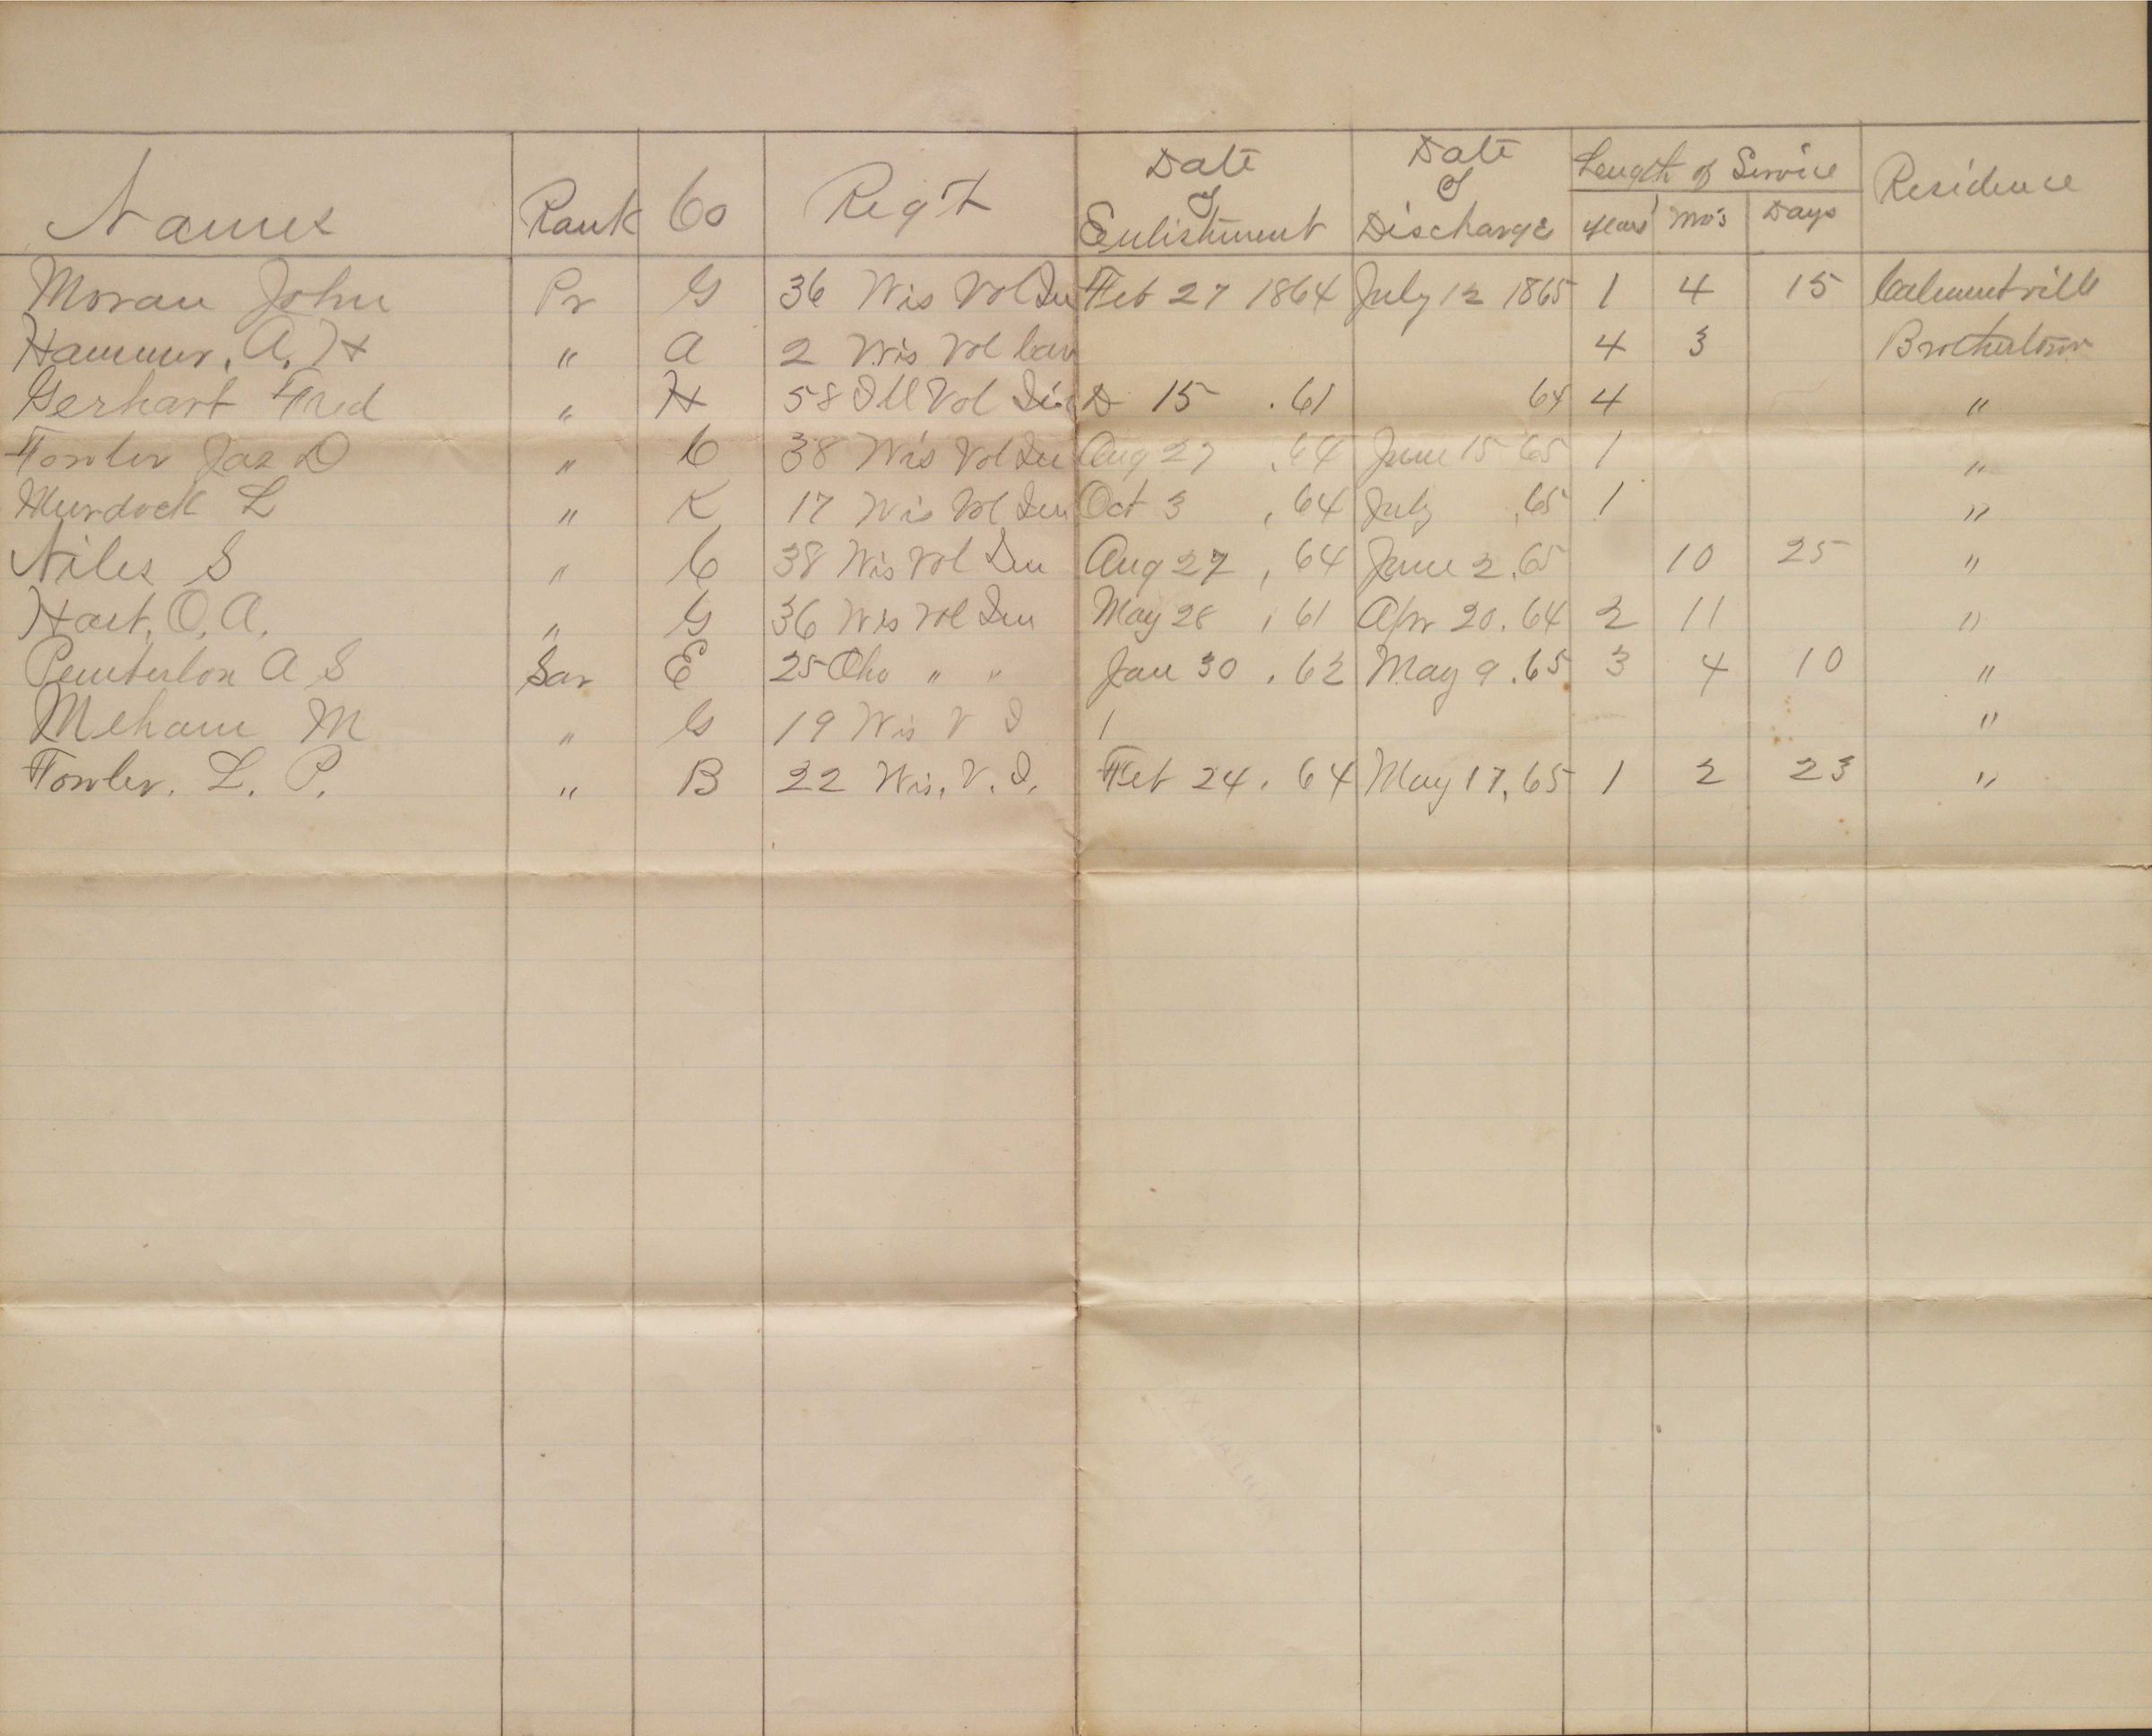 Names Rank Co Reg't Date of Enlistment Date of Discharge Length of Service years mo's Days Residence
Moran John Pr G 36 Wis Vol Inf Feb 27 1864 July 12 1865 1 4 15 Calumetville
Hammer, A, H " A 2 Wis Vol Cav 4 3 Brothertown
Gerhart Fred " H 58 Ill Vol Inf D 15 .61 64 4 "
Fowler Jas D " C 38 Wis Vol Inf Aug 27 .64 June 15 65 1 "
Murdock L " K 17 Wis Vol Inf Oct 3 , 64 July ,65 1 "
Niles S " C 38 Wis Vol Inf Aug 27 , 64 June 2.65 10 25 "
Hart, O, A, " G 36 Wis Vol Inf May 28 , 61 Apr 20. 64 2 11 "
Pemberton A S Sar E 25 Oho " " Jan 30 . 62 May 9 .65 3 4 10 "
Meham M " G 19 Wis V I 1 "
Fowler. L. P. " B 22 Wis. V. I. Feb 24. 64 May 17, 65 1 2 23 "